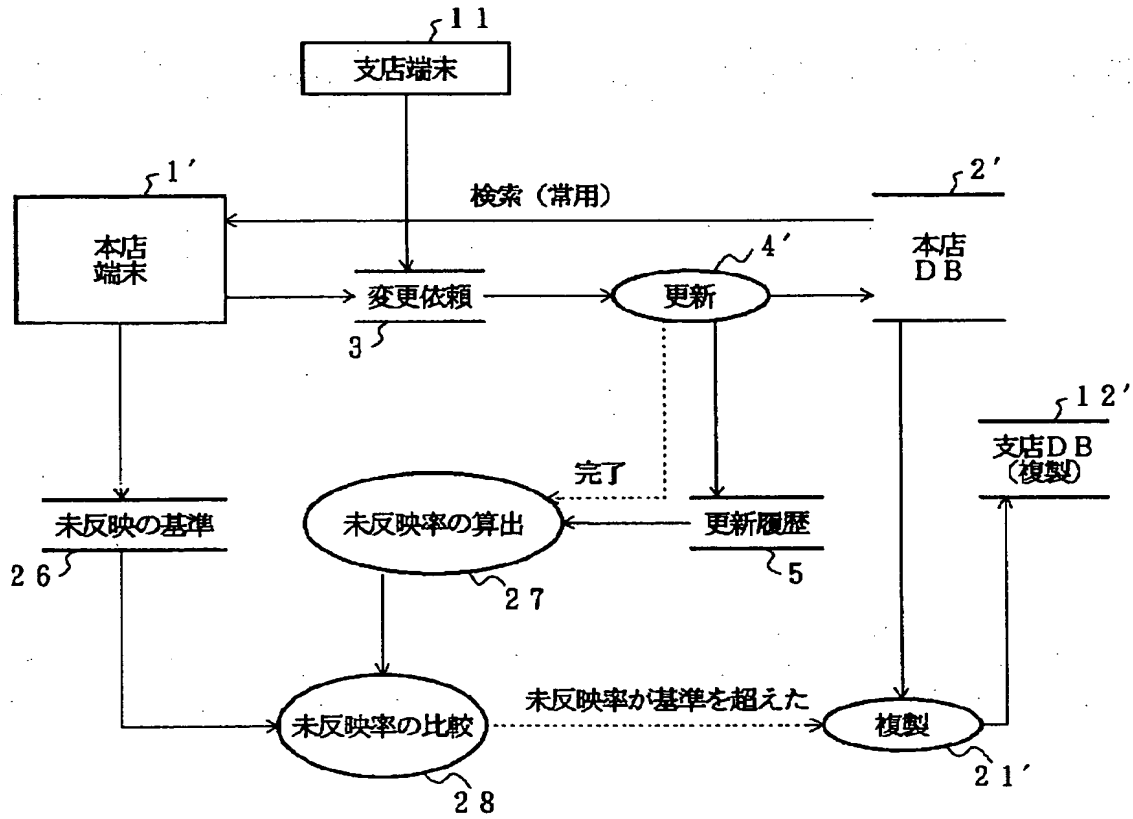 11
支店端末
1′
検索（常用）
2′
本店
端末
変更依頼
3
4′
更新
本店
DB
12′
支店DB
（複製）
完了
未反映の基準
26
未反映率の算出
27
更新履歴
5
未反映率が基準を超えた
未反映率の比較
28
複製
21′